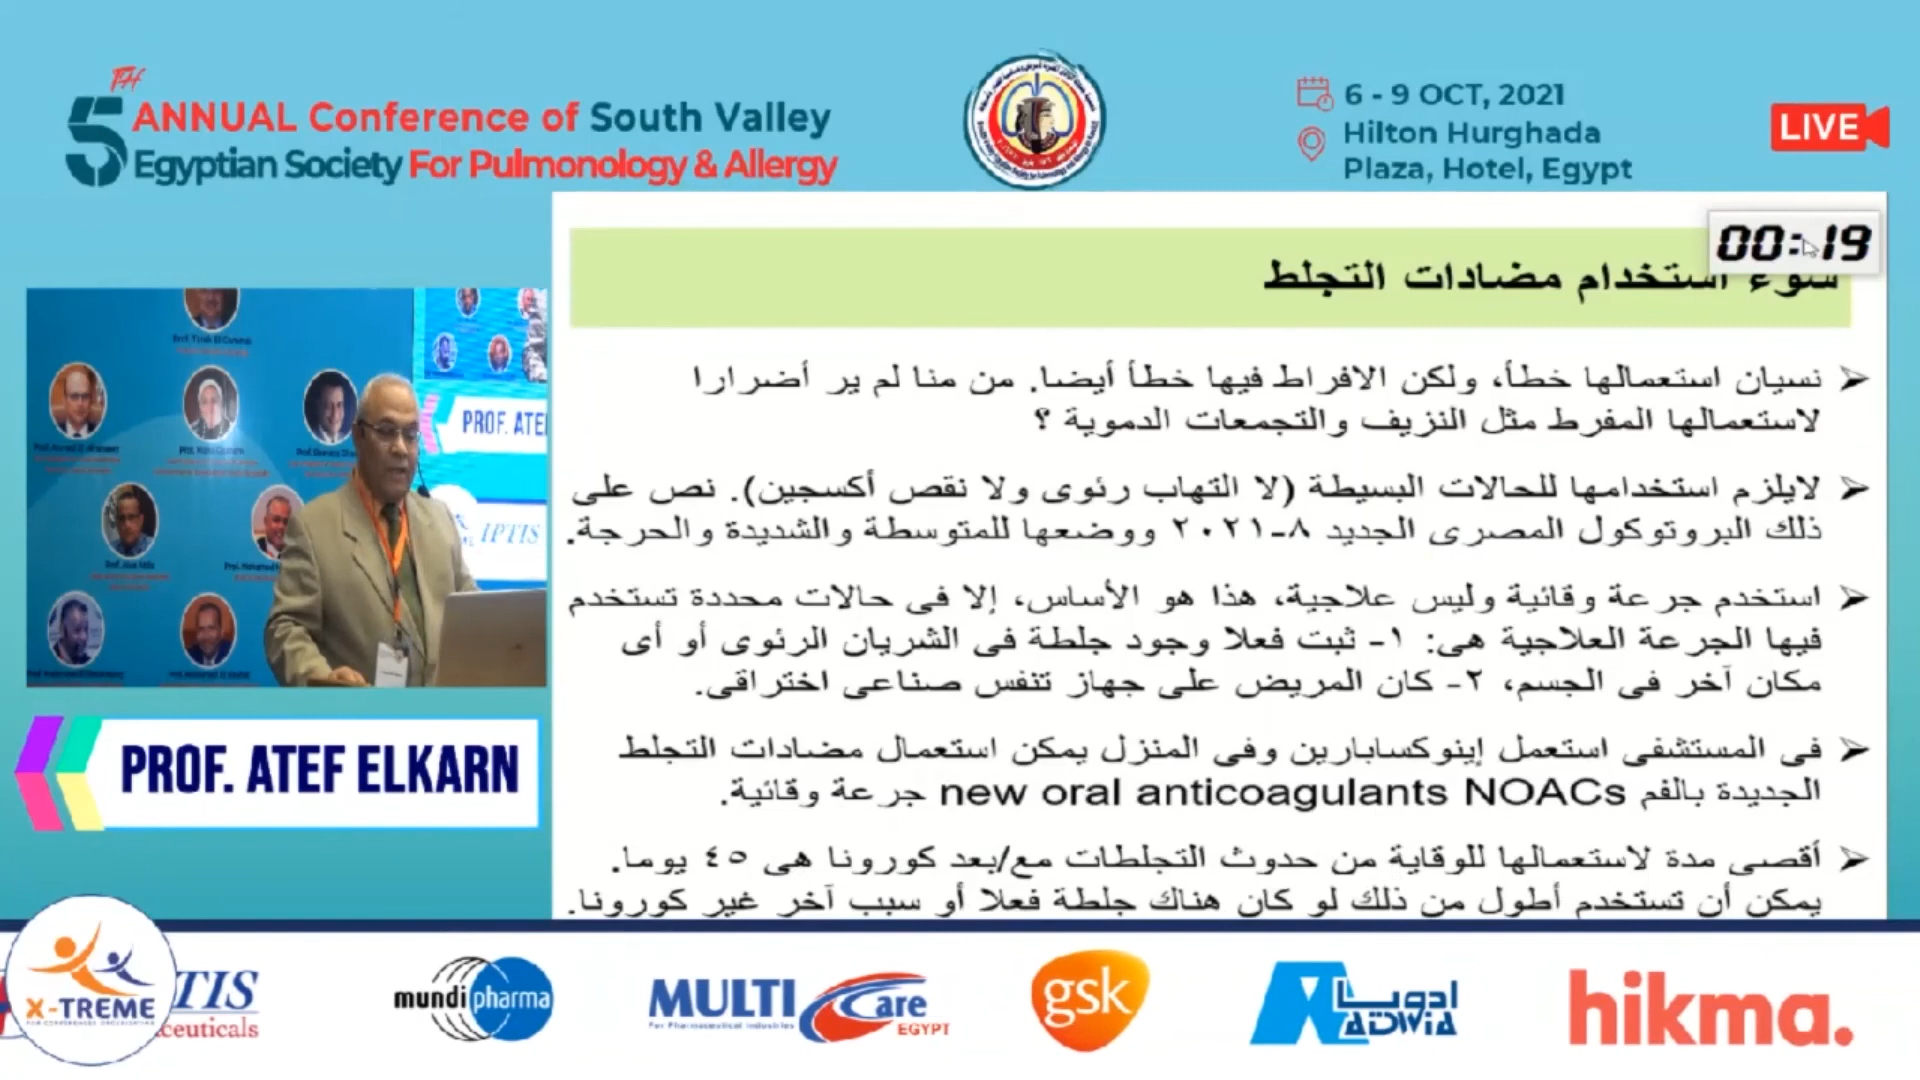 5TH ANNUAL Conference of South Valley
Egyptian Society For Pulmonology & Allergy
6 - 9 OCT, 2021
Hilton Hurghada
Plaza, Hotel, Egypt
LIVE
00:19
سوء استخدام مضادات التجلط
نسيان استعمالها خطأ، ولكن الافراط فيها خطأ أيضا. من منا لم ير أضرارا
لاستعمالها المفرط مثل النزيف والتجمعات الدموية ؟
لايلزم استخدامها للحالات البسيطة (لا التهاب رئوى ولا نقص أكسجين). نص على
ذلك البروتوكول المصرى الجديد ٨-٢٠٢١ ووضعها للمتوسطة والشديدة والحرجة.
استخدم جرعة وقائية وليس علاجية، هذا هو الأساس، إلا فى حالات محددة تستخدم
فيها الجرعة العلاجية هى: ١- ثبت فعلا وجود جلطة فى الشريان الرئوى أو أى
مكان آخر فى الجسم، ٢- كان المريض على جهاز تنفس صناعى اختراقى.
فى المستشفى استعمل إينوكسابارين وفى المنزل يمكن استعمال مضادات التجلط
الجديدة بالفم new oral anticoagulants NOACs جرعة وقائية.
أقصى مدة لاستعمالها للوقاية من حدوث التجلطات مع/بعد كورونا هى ٤٥ يوما.
يمكن أن تستخدم أطول من ذلك لو كان هناك جلطة فعلا أو سبب آخر غير كورونا.
PROF. ATEF
IPTIS
PROF. ATEF ELKARN
X-TREME
TIS
ceuticals
mundi pharma
MULTI Care
For Pharmaceutical Industries
EGYPT
gsk
ادويا
ADWIA
hikma.